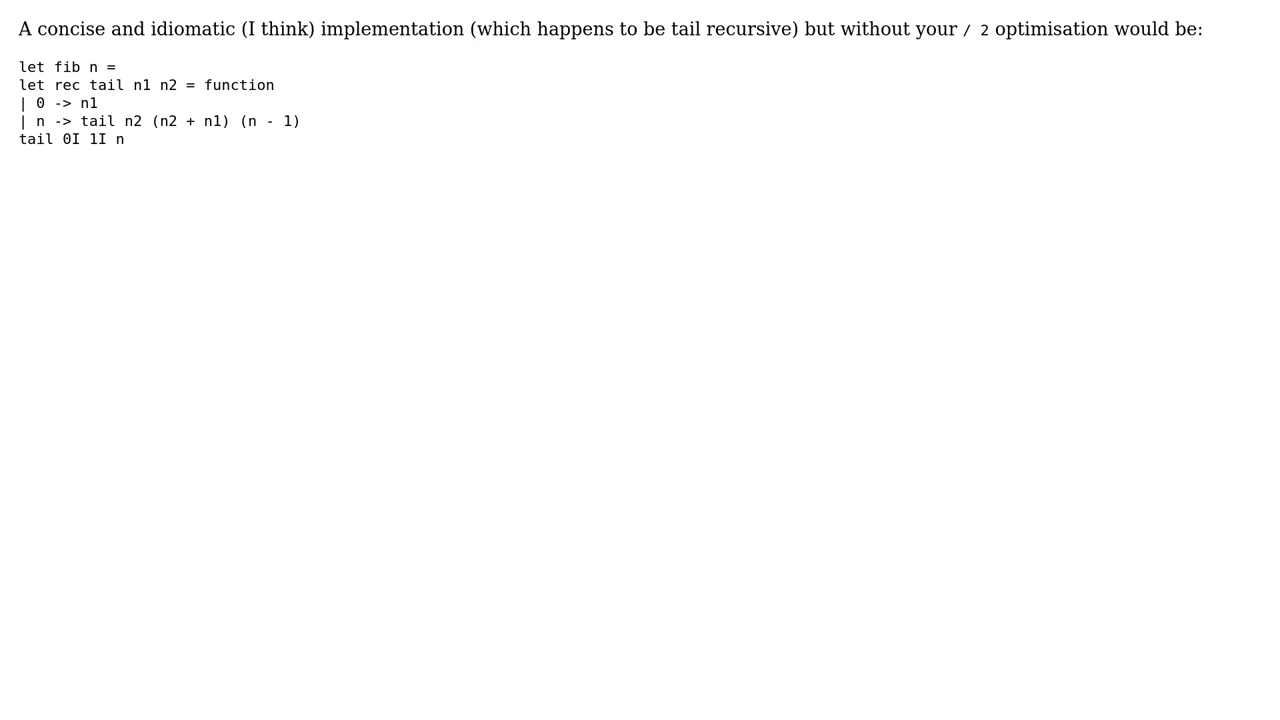 A concise and idiomatic (I think) implementation (which happens to be tail recursive) but without your / 2 optimisation would be:
let fib n =
let rec tail n1 n2 = function
| 0 -> n1
| n -> tail n2 (n2 + n1) (n - 1)
tail 0I 1I n